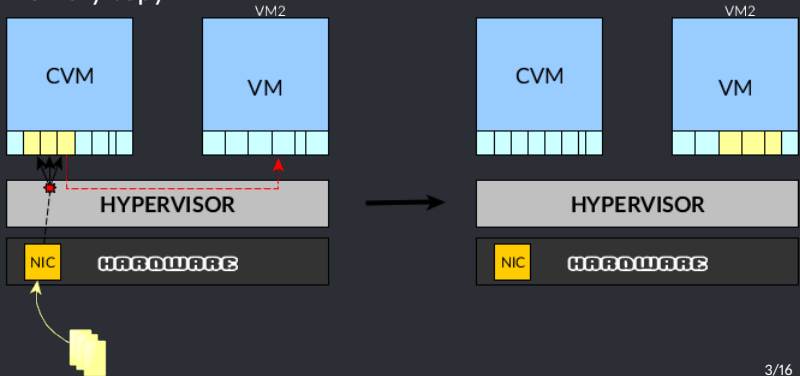 VM2
VM2
CVM
VM
CVM
VM
HYPERVISOR
HYPERVISOR
NIC
HARDWARE
NIC
HARDWARE
3/16